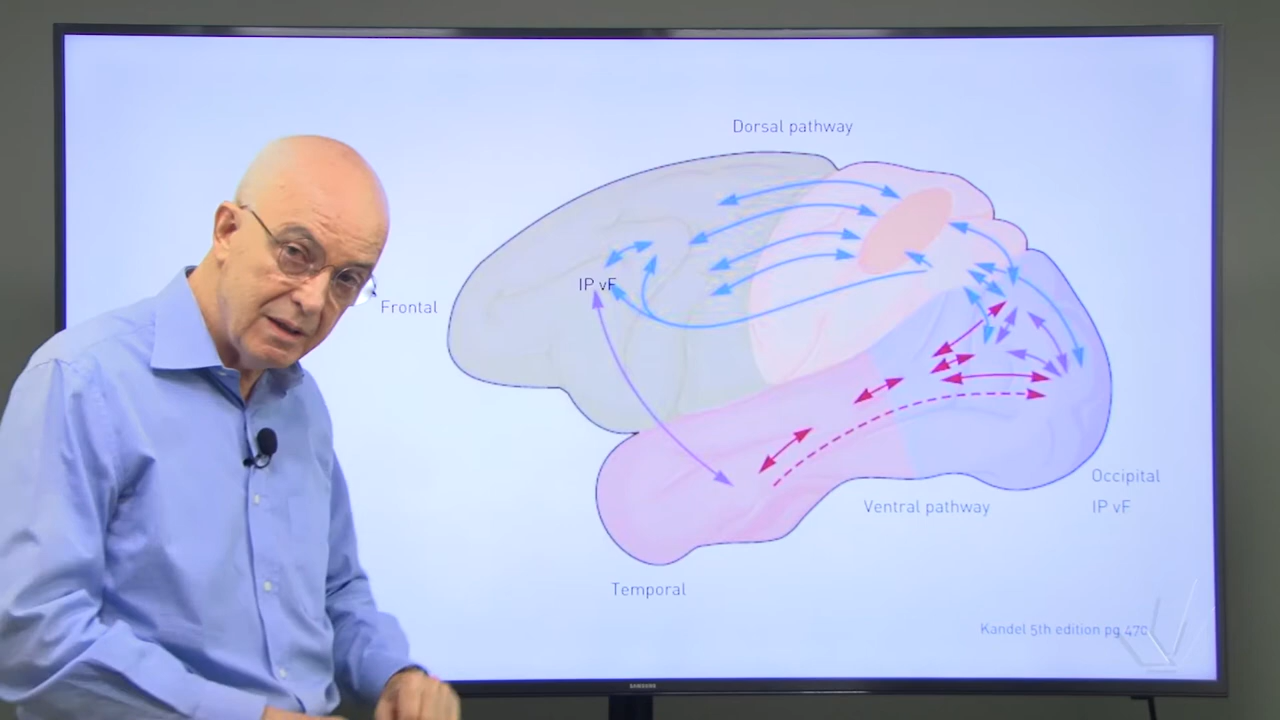 Dorsal pathway
IP vF
Frontal
Occipital
IP vF
Ventral pathway
Temporal
Kandel 5th edition pg 470
SAMSUNG